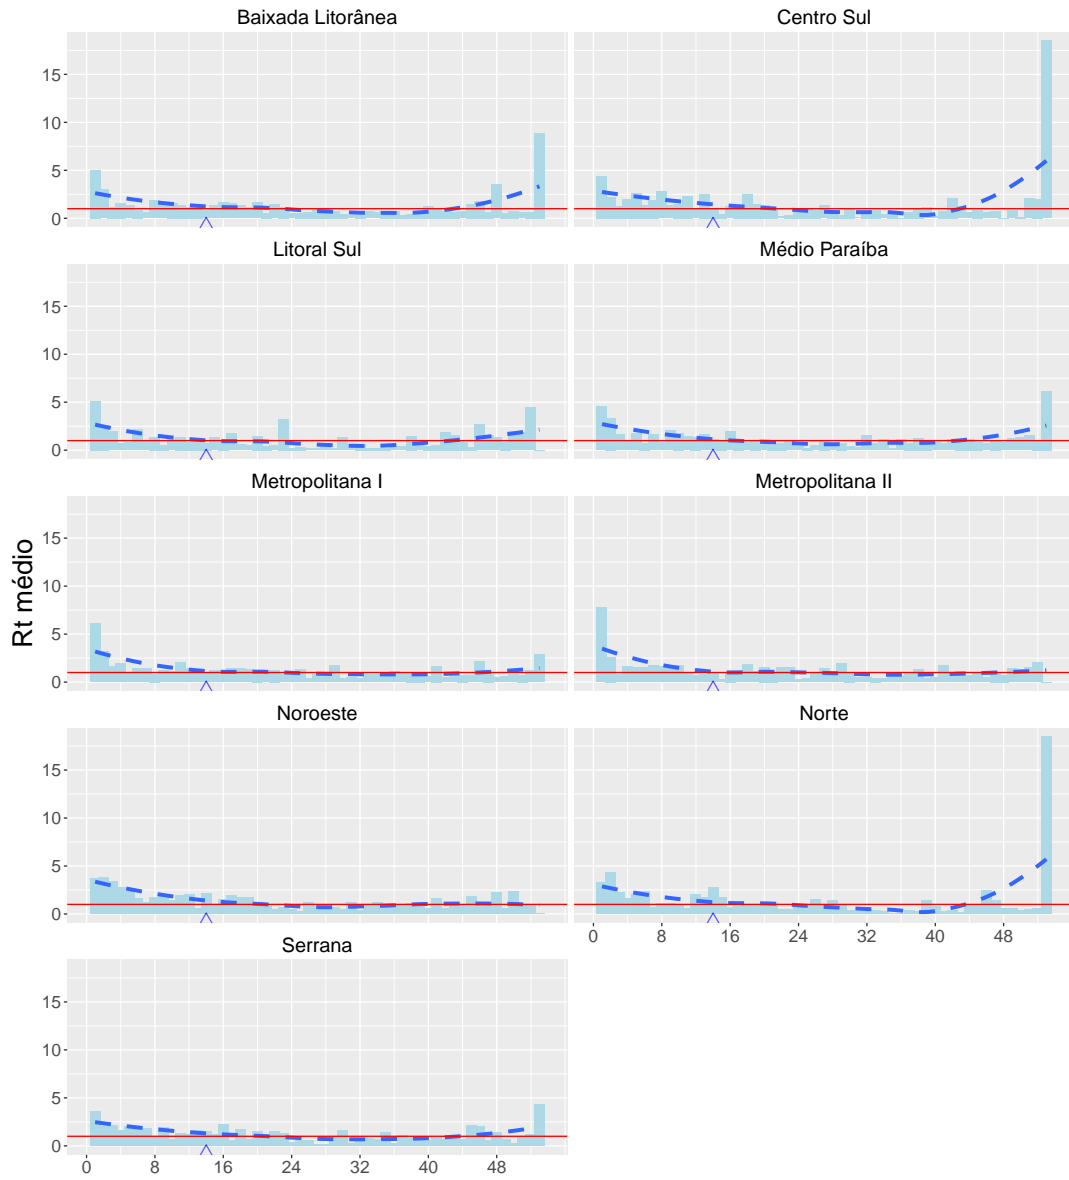 Baixada Litorânea
Centro Sul
15
10
5
0
Litoral Sul
Médio Paraíba
15
10
5
0
Metropolitana I
Metropolitana II
15
10
5
0
Rt médio
Noroeste
Norte
15
10
5
0
0 8 16 24 32 40 48
Serrana
15
10
5
0
0 8 16 24 32 40 48